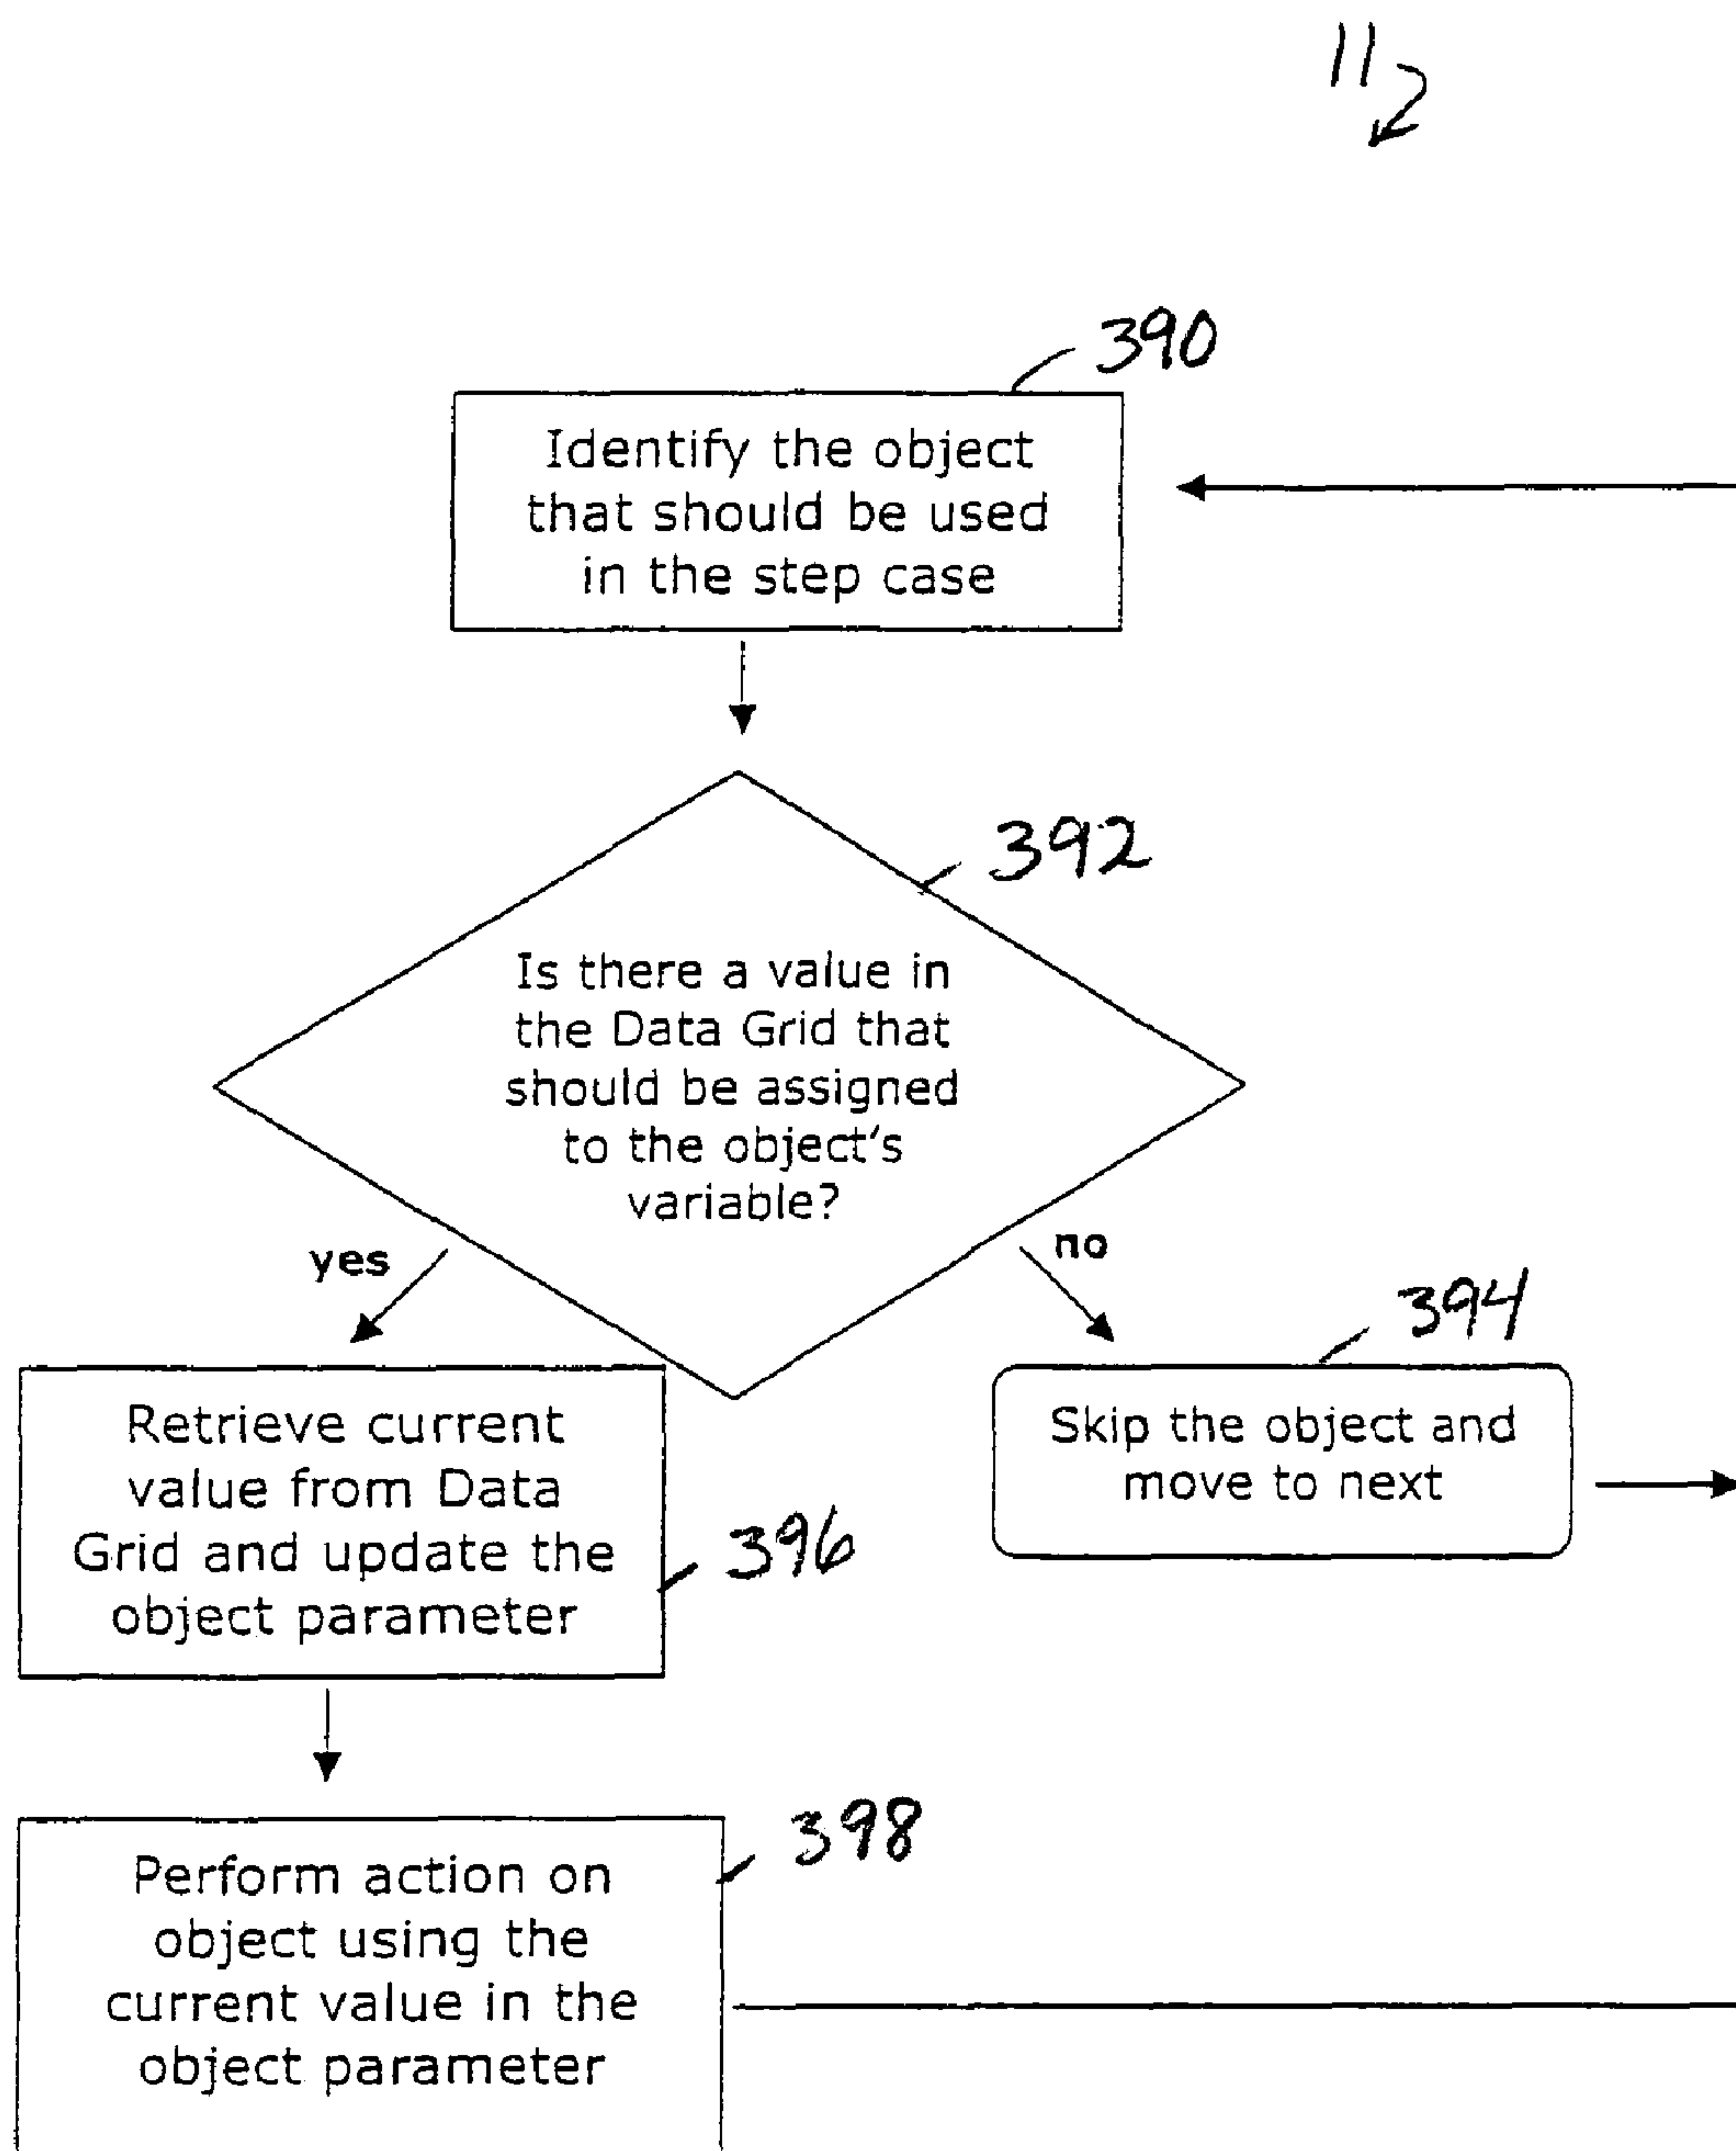 11
390
Identify the object
that should be used
in the step case
392
Is there a value in
the Data Grid that
should be assigned
to the object's
variable?
yes
no
394
Retrieve current
value from Data
Grid and update the
object parameter
Skip the object and
move to next
396
398
Perform action on
object using the
current value in the
object parameter